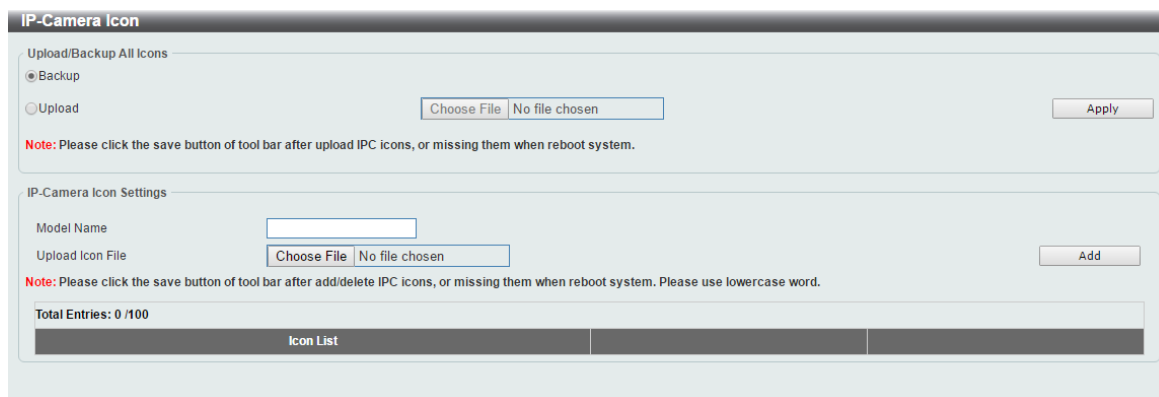 IP-Camera Icon
Upload/Backup All Icons
Backup
Upload Choose File No file chosen Apply
Note: Please click the save button of tool bar after upload IPC icons, or missing them when reboot system.
IP-Camera Icon Settings
Model Name
Upload Icon File Choose File No file chosen Add
Note: Please click the save button of tool bar after add/delete IPC icons, or missing them when reboot system. Please use lowercase word.
Total Entries: 0 /100
Icon List